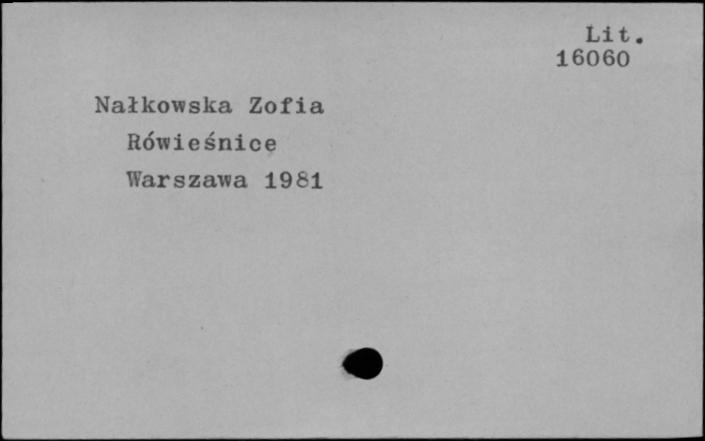 Lit.
16060
Nałkowska Zofia
Rówieśnice
Warszawa 1981